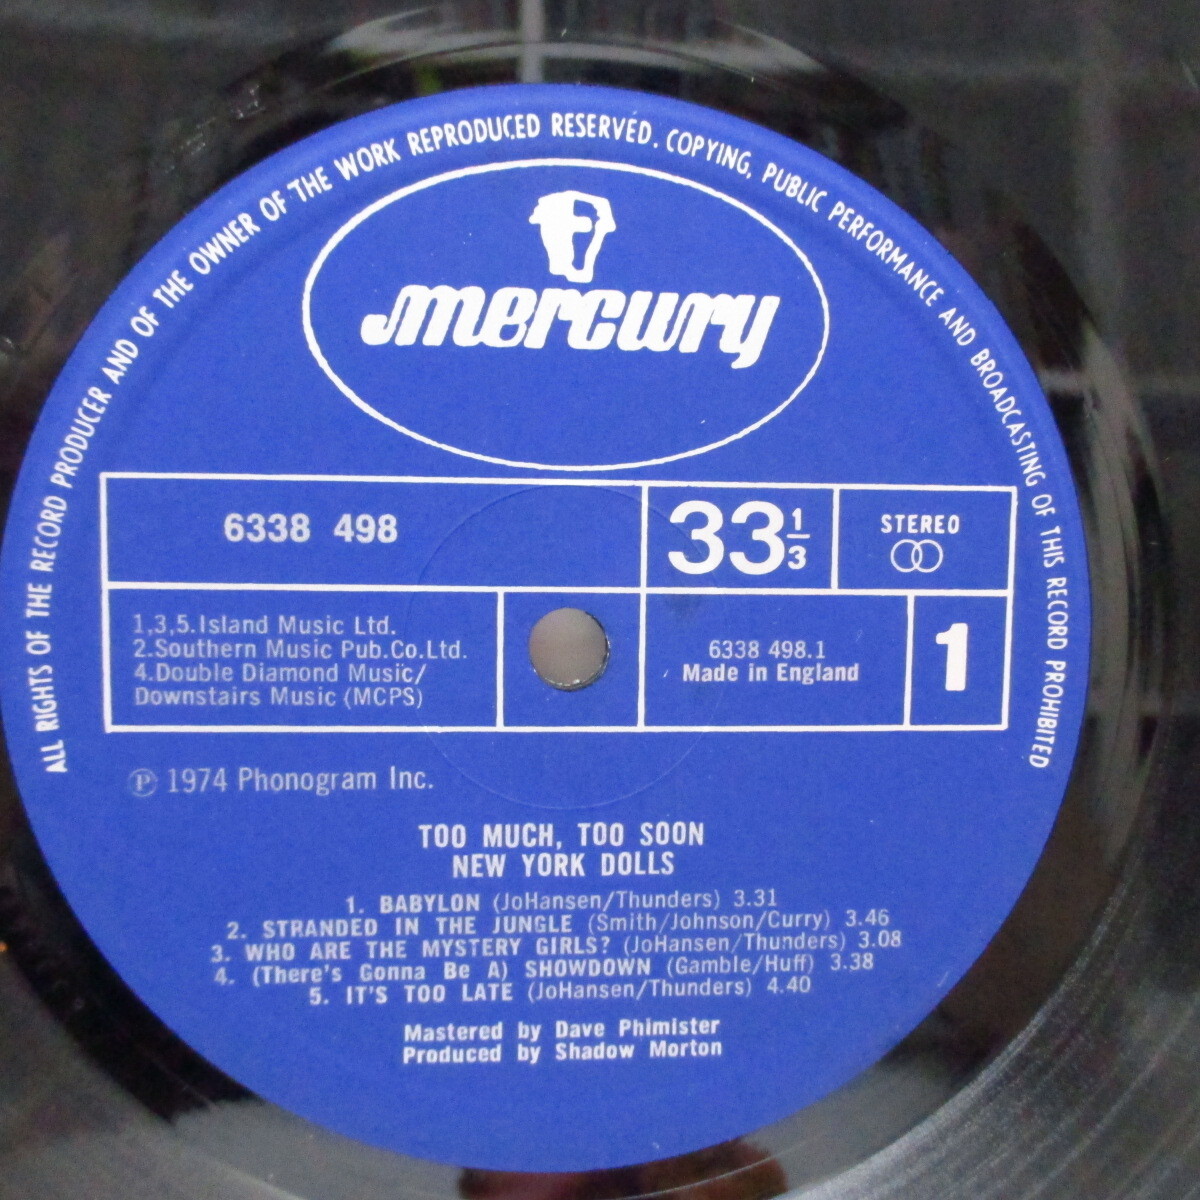 ALL RIGHTS OF THE RECORD PRODUCER AND OF THE OWNER OF THE WORK REPRODUCED RESERVED. COPYING, PUBLIC PERFORMANCE AND BROADCASTING OF THIS RECORD PROHIBITED
mercury
6338 498
33 1/3
STEREO
1,3,5.Island Music Ltd.
2.Southern Music Pub.Co.Ltd.
4.Double Diamond Music/
Downstairs Music (MCPS)
6338 498.1
Made in England
1
Ⓟ 1974 Phonogram Inc.
TOO MUCH, TOO SOON
NEW YORK DOLLS
1. BABYLON (JoHansen/Thunders) 3.31
2. STRANDED IN THE JUNGLE (Smith/Johnson/Curry) 3.46
3. WHO ARE THE MYSTERY GIRLS? (JoHansen/Thunders) 3.08
4. (There's Gonna Be A) SHOWDOWN (Gamble/Huff) 3.38
5. IT'S TOO LATE (JoHansen/Thunders) 4.40
Mastered by Dave Phimister
Produced by Shadow Morton